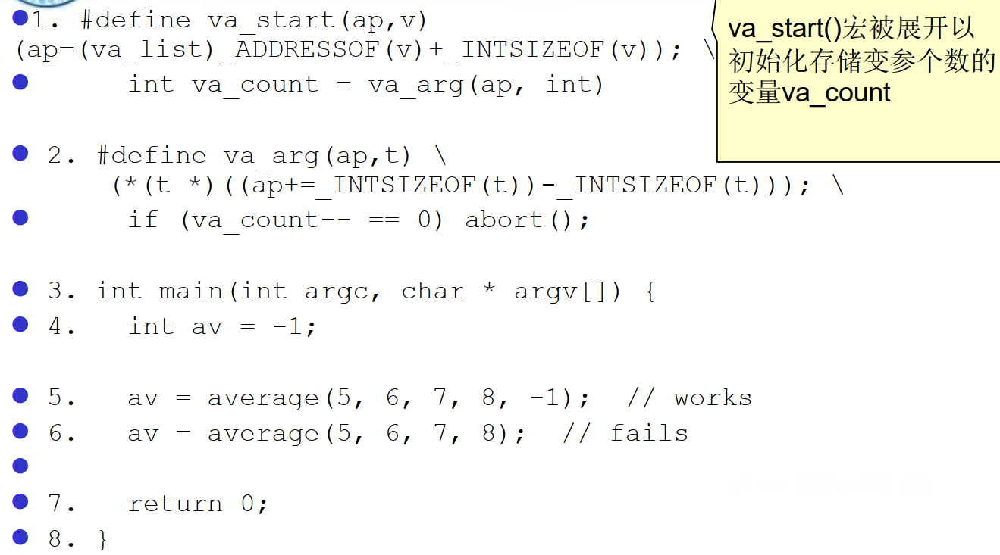 ●1. #define va_start(ap,v)
(ap=(va_list)_ADDRESSOF(v)+_INTSIZEOF(v)); \
● int va_count = va_arg(ap, int)
● 2. #define va_arg(ap,t) \
(*(t *)((ap+=_INTSIZEOF(t))-_INTSIZEOF(t))); \
● if (va_count-- == 0) abort();
● 3. int main(int argc, char * argv[]) {
● 4. int av = -1;
● 5. av = average(5, 6, 7, 8, -1); // works
● 6. av = average(5, 6, 7, 8); // fails
●
● 7. return 0;
● 8. }
va_start()宏被展开以
初始化存储变参个数的
变量va_count